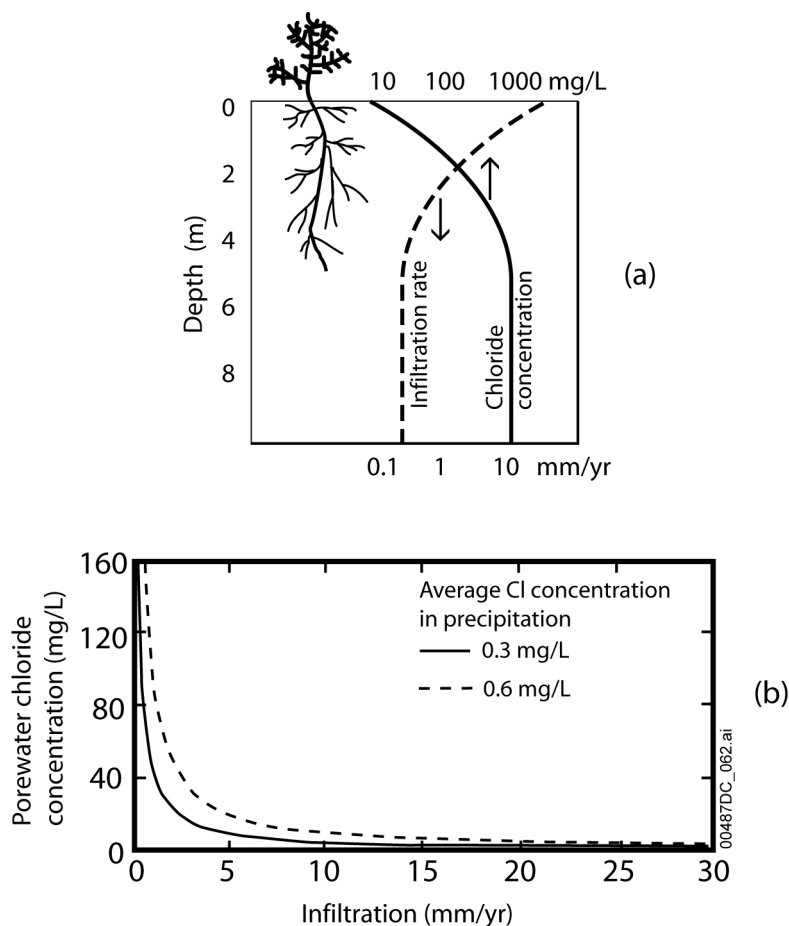 10 100 1000 mg/L
0
2
4
6
8
Depth (m)
Infiltration rate
Chloride
concentration
0.1 1 10 mm/yr
(a)
160
120
80
40
0
Porewater chloride
concentration (mg/L)
Average Cl concentration
in precipitation
0.3 mg/L
0.6 mg/L
(b)
00487DC_062.ai
0 5 10 15 20 25 30
Infiltration (mm/yr)